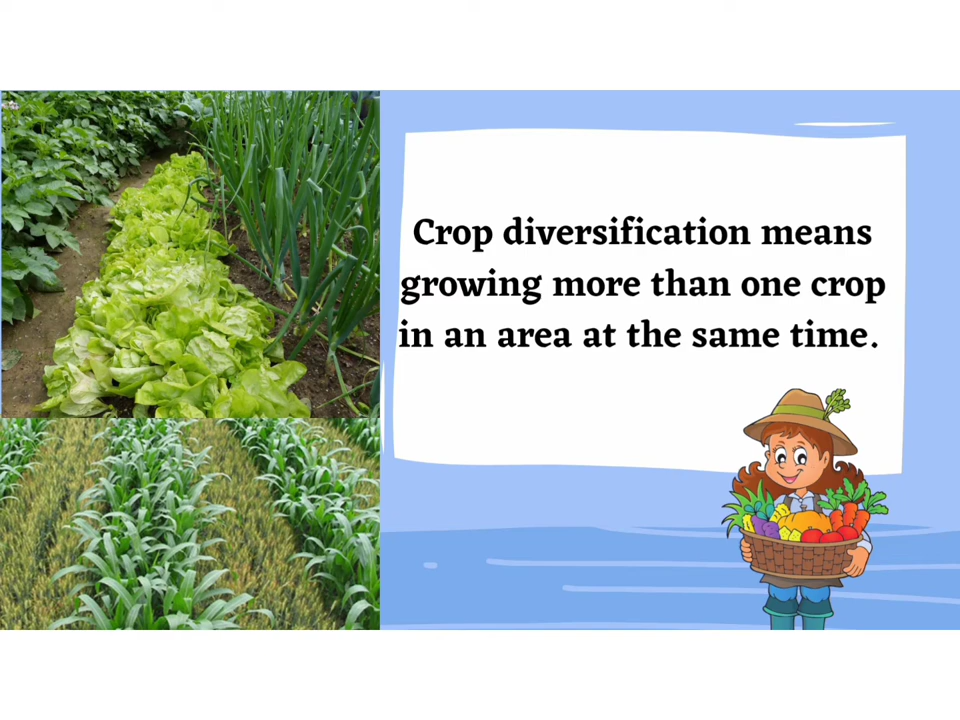 Crop diversification means
growing more than one crop
in an area at the same time.